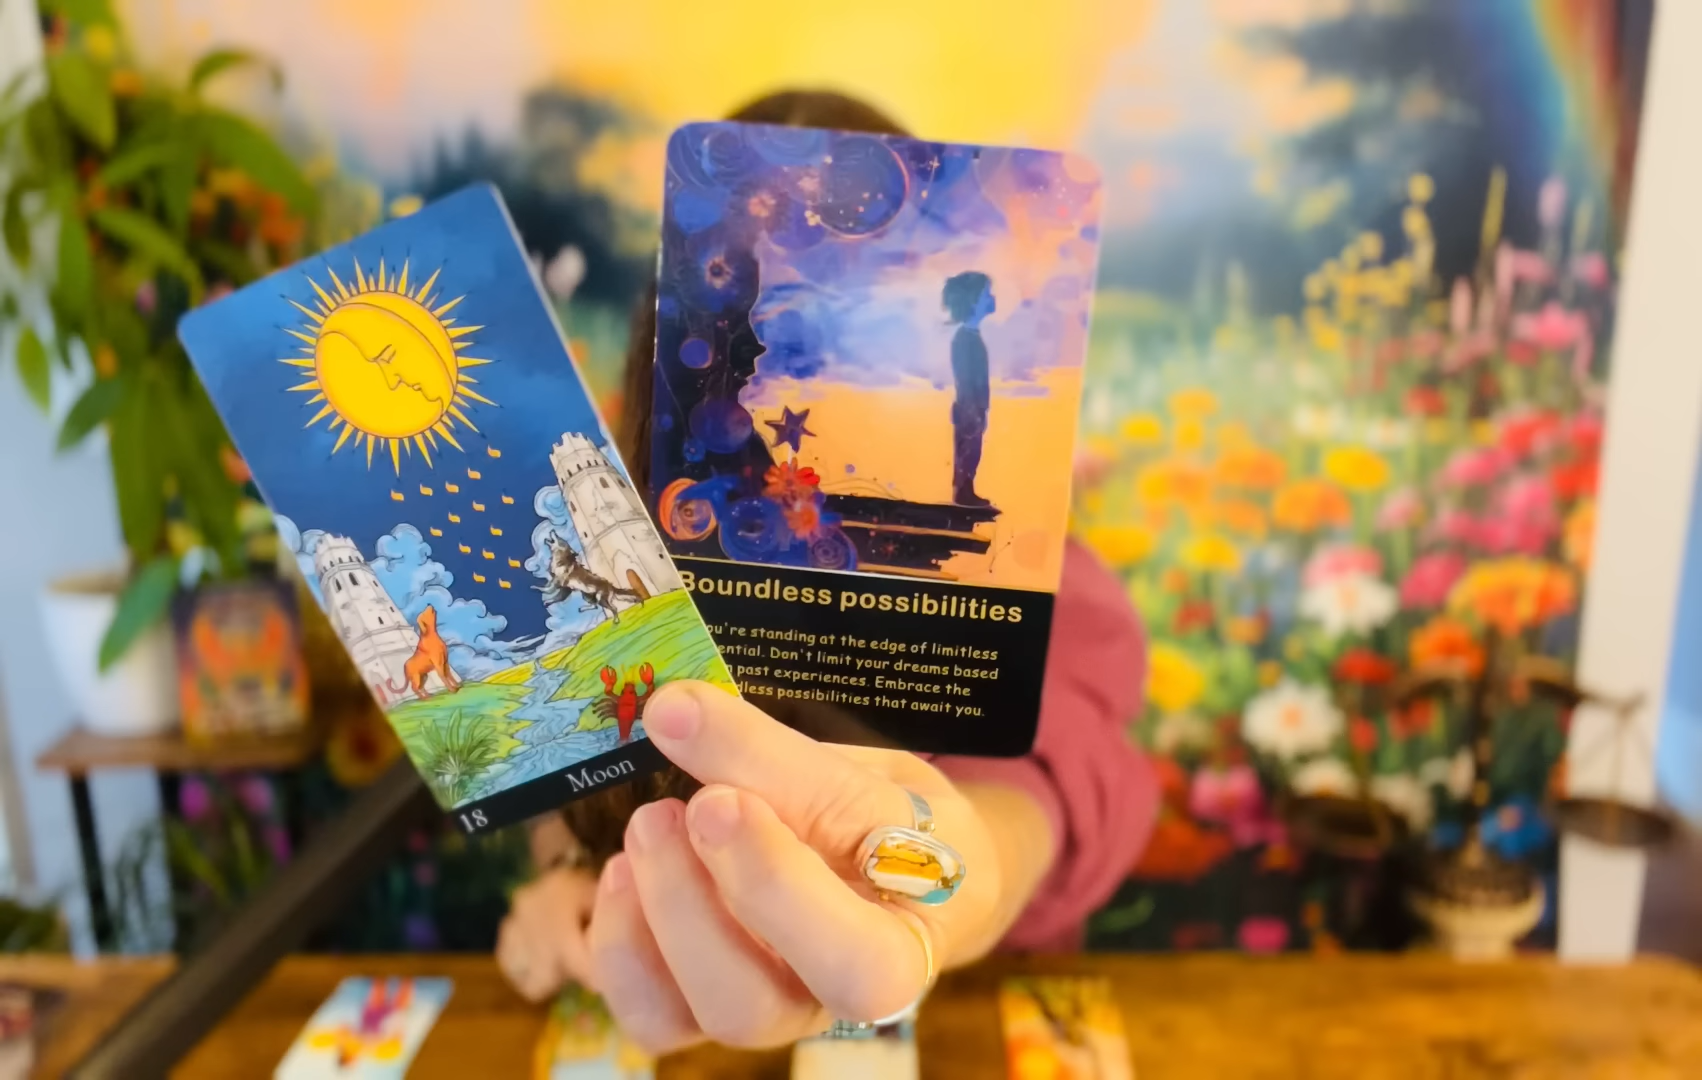 18 Moon
Boundless possibilities
ou're standing at the edge of limitless
ential. Don't limit your dreams based
past experiences. Embrace the
dless possibilities that await you.